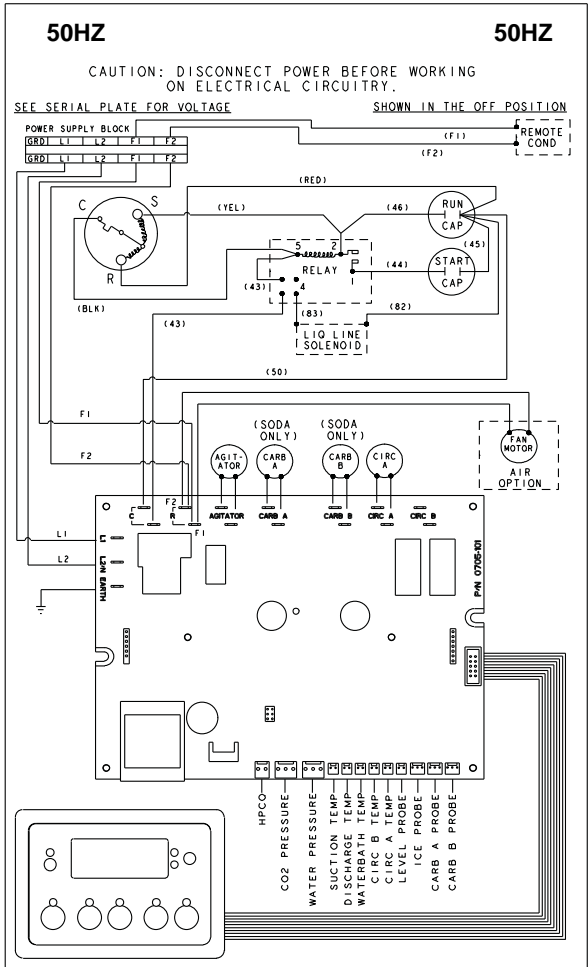 50HZ 50HZ
CAUTION: DISCONNECT POWER BEFORE WORKING
ON ELECTRICAL CIRCUITRY.
SEE SERIAL PLATE FOR VOLTAGE SHOWN IN THE OFF POSITION
POWER SUPPLY BLOCK
GRD L1 L2 F1 F2
GRD L1 L2 F1 F2
(F1)
(F2)
REMOTE
COND
(RED)
C S
R
(YEL)
(46)
RUN
CAP
(45)
5 2
RELAY
(44)
START
CAP
(43)
4
(BLK)
(43)
(83)
(82)
LIQ LINE
SOLENOID
(50)
F1
F2
(SODA
ONLY)
(SODA
ONLY)
AGIT-
ATOR
CARB
A
CARB
B
CIRC
A
FAN
MOTOR
AIR
OPTION
C F2 R F1 AGITATOR CARB A CARB B CIRC A CIRC B
L1 L1
L2 L2/N
EARTH
P/N 0705-101
HPCO
CO2 PRESSURE
WATER PRESSURE
SUCTION TEMP
DISCHARGE TEMP
WATERBATH TEMP
CIRC B TEMP
CIRC A TEMP
LEVEL PROBE
ICE PROBE
CARB A PROBE
CARB B PROBE